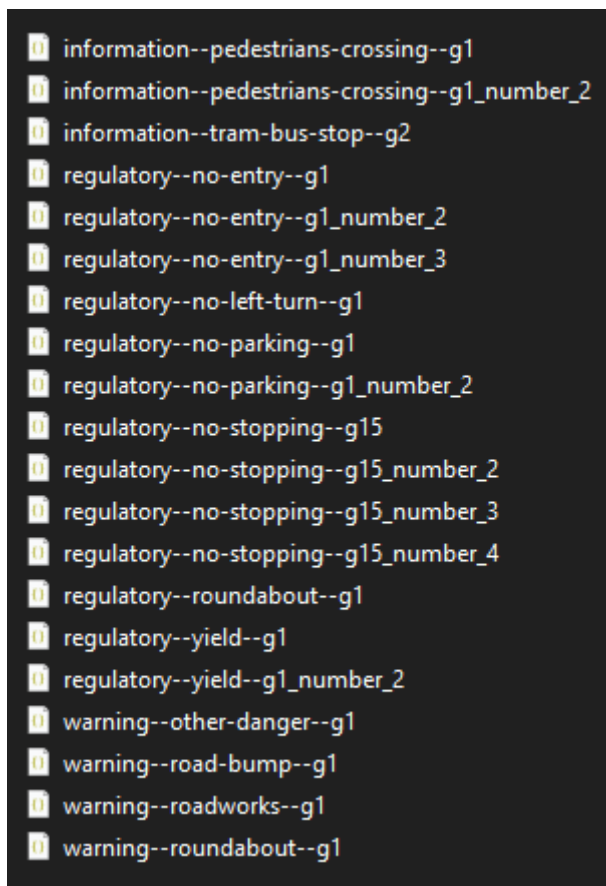 information--pedestrians-crossing--g1
information--pedestrians-crossing--g1_number_2
information--tram-bus-stop--g2
regulatory--no-entry--g1
regulatory--no-entry--g1_number_2
regulatory--no-entry--g1_number_3
regulatory--no-left-turn--g1
regulatory--no-parking--g1
regulatory--no-parking--g1_number_2
regulatory--no-stopping--g15
regulatory--no-stopping--g15_number_2
regulatory--no-stopping--g15_number_3
regulatory--no-stopping--g15_number_4
regulatory--roundabout--g1
regulatory--yield--g1
regulatory--yield--g1_number_2
warning--other-danger--g1
warning--road-bump--g1
warning--roadworks--g1
warning--roundabout--g1